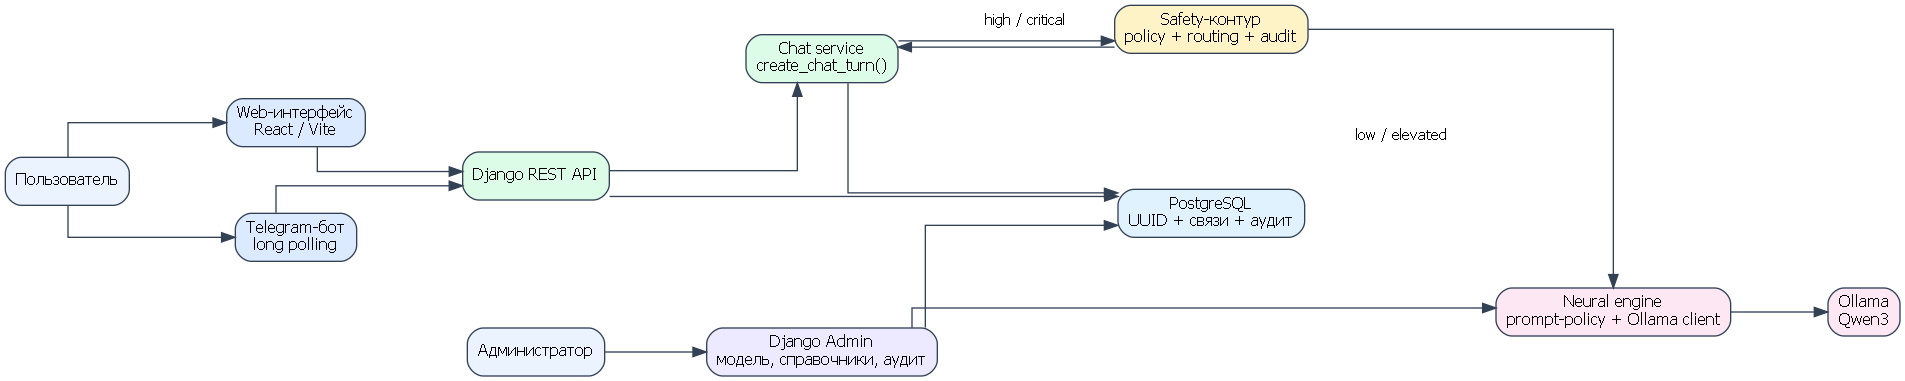 high / critical
Safety-контур
policy + routing + audit
Chat service
create_chat_turn()
Web-интерфейс
React / Vite
low / elevated
Пользователь
Django REST API
PostgreSQL
UUID + связи + аудит
Telegram-бот
long polling
Neural engine
prompt-policy + Ollama client
Ollama
Qwen3
Администратор
Django Admin
модель, справочники, аудит